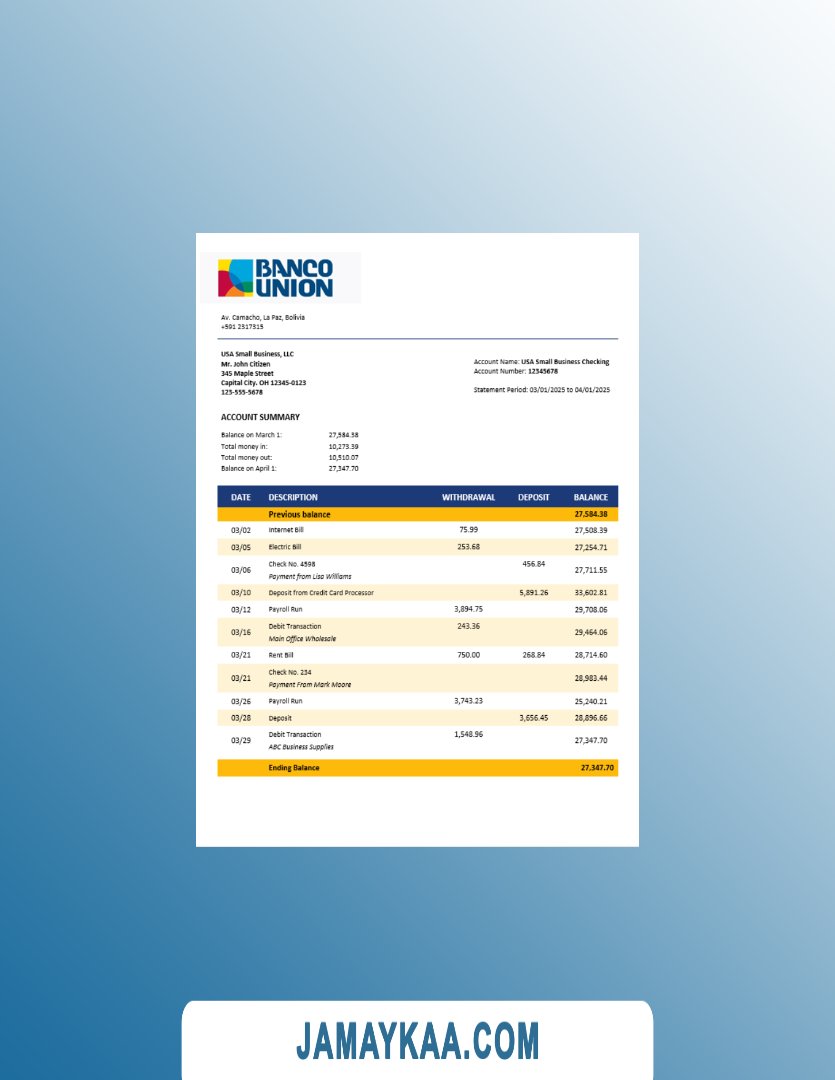 BANCO
UNION
Av. Camacho, La Paz, Bolivia
+591 2317315
USA Small Business, LLC
Mr. John Citizen
345 Maple Street
Capital City. OH 12345-0123
123-555-5678
Account Name: USA Small Business Checking
Account Number: 12345678
Statement Period: 03/01/2025 to 04/01/2025
ACCOUNT SUMMARY
Balance on March 1: 27,584.38
Total money in: 10,273.39
Total money out: 10,510.07
Balance on April 1: 27,347.70
DATE DESCRIPTION WITHDRAWAL DEPOSIT BALANCE
Previous balance 27,584.38
03/02 Internet Bill 75.99 27,508.39
03/05 Electric Bill 253.68 27,254.71
03/06 Check No. 4598 456.84 27,711.55
Payment from Lisa Williams
03/10 Deposit from Credit Card Processor 5,891.26 33,602.81
03/12 Payroll Run 3,894.75 29,708.06
03/16 Debit Transaction 243.36 29,464.06
Main Office Wholesale
03/21 Rent Bill 750.00 268.84 28,714.60
03/21 Check No. 234 28,983.44
Payment From Mark Moore
03/26 Payroll Run 3,743.23 25,240.21
03/28 Deposit 3,656.45 28,896.66
03/29 Debit Transaction 1,548.96 27,347.70
ABC Business Supplies
Ending Balance 27,347.70
JAMAYKAA.COM